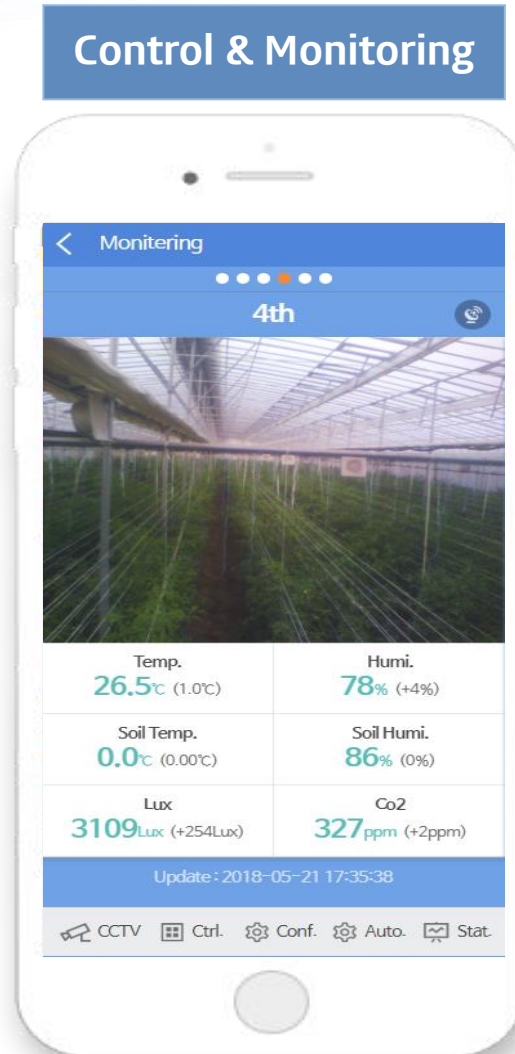 Control & Monitoring
Monitering
4th
Temp. Humi.
26.5℃ (1.0℃) 78% (+4%)
Soil Temp. Soil Humi.
0.0℃ (0.00℃) 86% (0%)
Lux Co2
3109Lux (+254Lux) 327ppm (+2ppm)
Update : 2018-05-21 17:35:38
CCTV Ctrl. Conf. Auto. Stat.